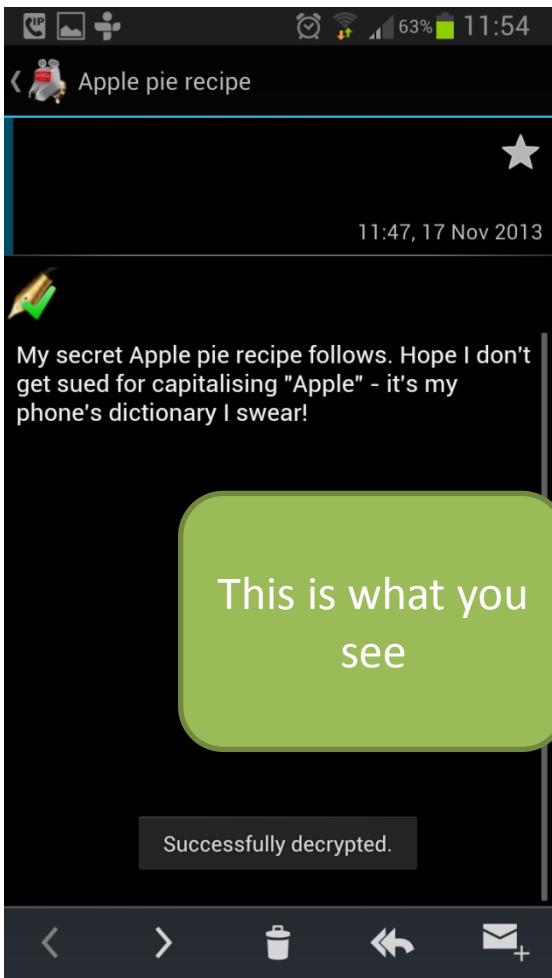 63% 11:54
Apple pie recipe
11:47, 17 Nov 2013
My secret Apple pie recipe follows. Hope I don't
get sued for capitalising "Apple" - it's my
phone's dictionary I swear!
This is what you
see
Successfully decrypted.